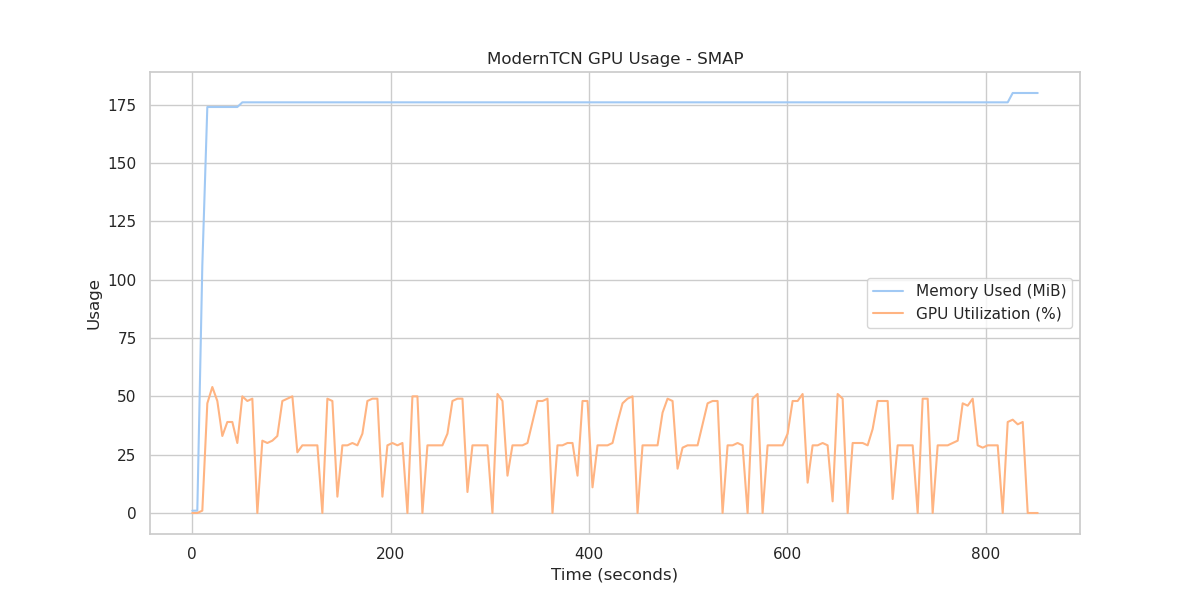 ModernTCN GPU Usage - SMAP
175
150
125
100
75
50
25
0
Usage
Memory Used (MiB)
GPU Utilization (%)
0 200 400 600 800
Time (seconds)